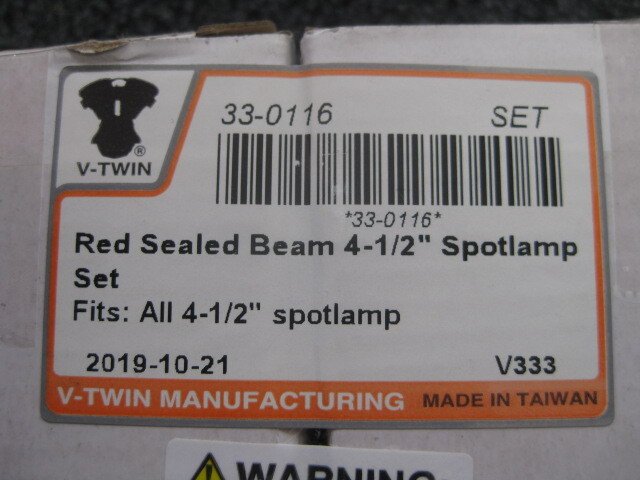 33-0116 SET
®
V-TWIN
*33-0116*
Red Sealed Beam 4-1/2" Spotlamp
Set
Fits: All 4-1/2" spotlamp
2019-10-21 V333
V-TWIN MANUFACTURING MADE IN TAIWAN
WARNING